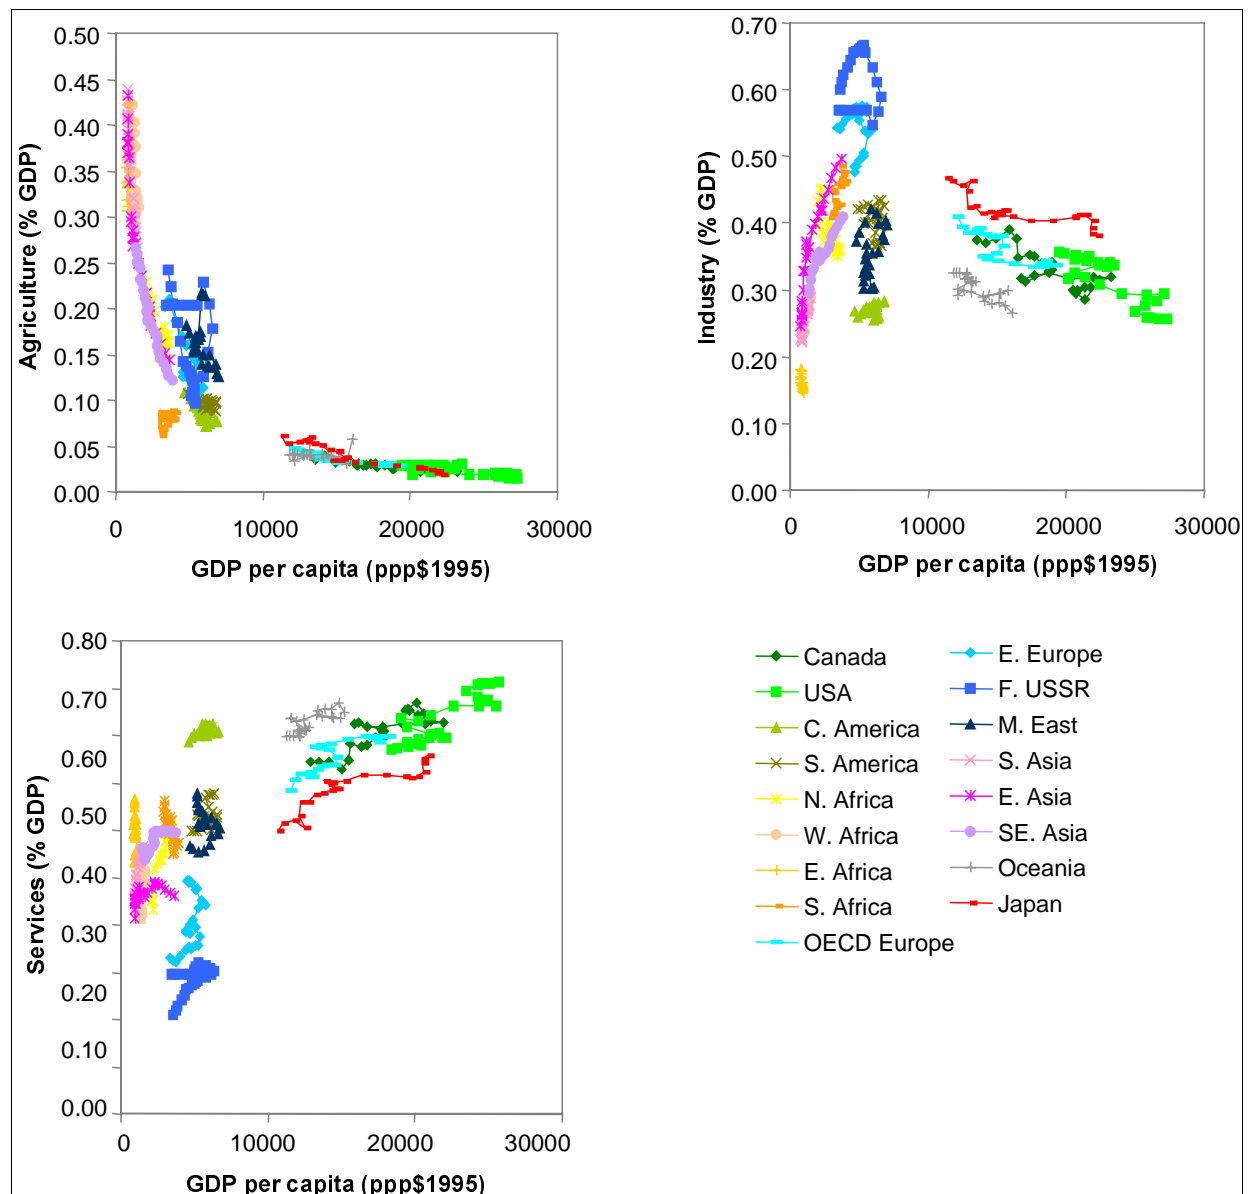 0.50
0.45
0.40
0.35
0.30
0.25
0.20
0.15
0.10
0.05
0.00
Agriculture (% GDP)
0 10000 20000 30000
GDP per capita (ppp$1995)
0.70
0.60
0.50
0.40
0.30
0.20
0.10
0.00
Industry (% GDP)
0 10000 20000 30000
GDP per capita (ppp$1995)
0.80
0.70
0.60
0.50
0.40
0.30
0.20
0.10
0.00
Services (% GDP)
0 10000 20000 30000
GDP per capita (ppp$1995)
Canada
USA
C. America
S. America
N. Africa
W. Africa
E. Africa
S. Africa
OECD Europe
E. Europe
F. USSR
M. East
S. Asia
E. Asia
SE. Asia
Oceania
Japan